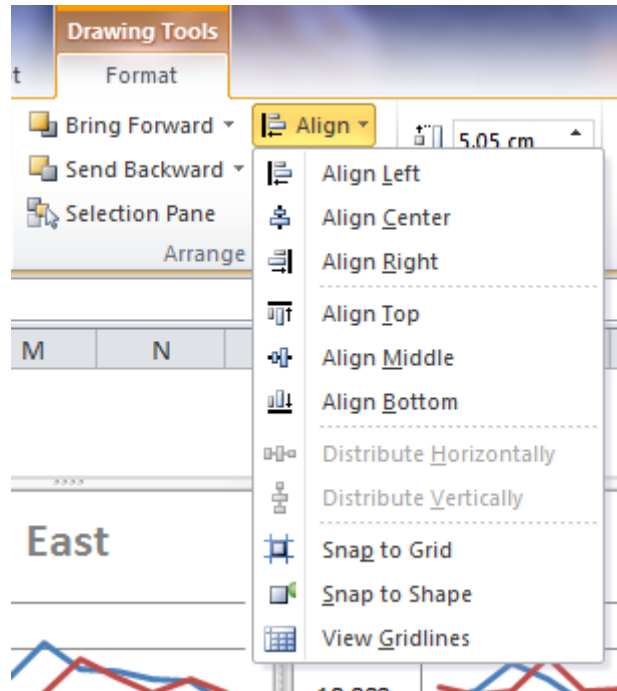 Drawing Tools
t Format
Bring Forward Align 5.05 cm
Send Backward
Selection Pane
Arrange
Align Left
Align Center
Align Right
Align Top
Align Middle
Align Bottom
Distribute Horizontally
Distribute Vertically
Snap to Grid
Snap to Shape
View Gridlines
M N
East